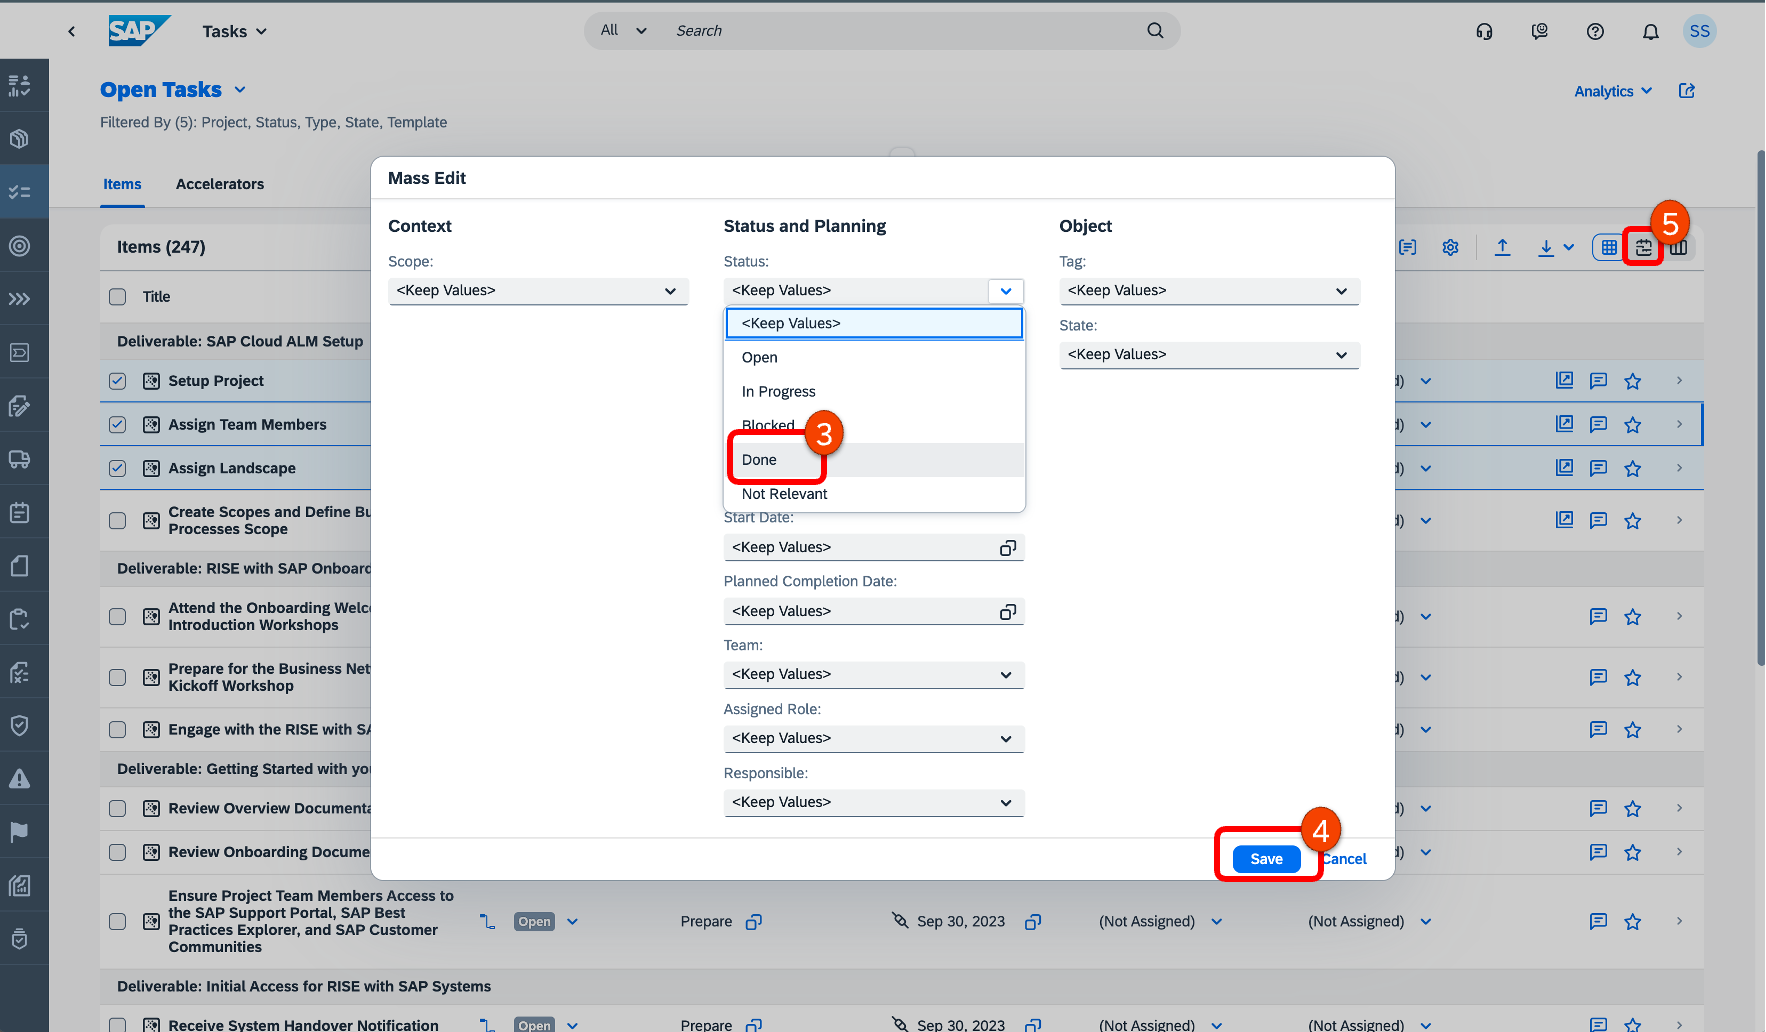 SAP
Tasks
All
Search
SS
Open Tasks
Analytics
Filtered By (5): Project, Status, Type, State, Template
Items
Accelerators
Mass Edit
Context
Status and Planning
Object
5
Items (247)
Scope:
Status:
Tag:
<Keep Values>
<Keep Values>
<Keep Values>
Title
<Keep Values>
State:
Deliverable: SAP Cloud ALM Setup
Open
<Keep Values>
Setup Project
d)
In Progress
Assign Team Members
Blocked
3
d)
Assign Landscape
Done
d)
Not Relevant
Create Scopes and Define Bu
Processes Scope
d)
Start Date:
<Keep Values>
Deliverable: RISE with SAP Onboard
Planned Completion Date:
Attend the Onboarding Welco
Introduction Workshops
<Keep Values>
d)
Team:
Prepare for the Business Net
Kickoff Workshop
<Keep Values>
d)
Assigned Role:
Engage with the RISE with SA
<Keep Values>
d)
Deliverable: Getting Started with you
Responsible:
Review Overview Documenta
<Keep Values>
d)
4
Review Onboarding Docume
Save
Cancel
d)
Ensure Project Team Members Access to
the SAP Support Portal, SAP Best
Practices Explorer, and SAP Customer
Communities
Open
Prepare
Sep 30, 2023
(Not Assigned)
(Not Assigned)
Deliverable: Initial Access for RISE with SAP Systems
Receive System Handover Notification
Open
Prepare
Sep 30, 2023
(Not Assigned)
(Not Assigned)